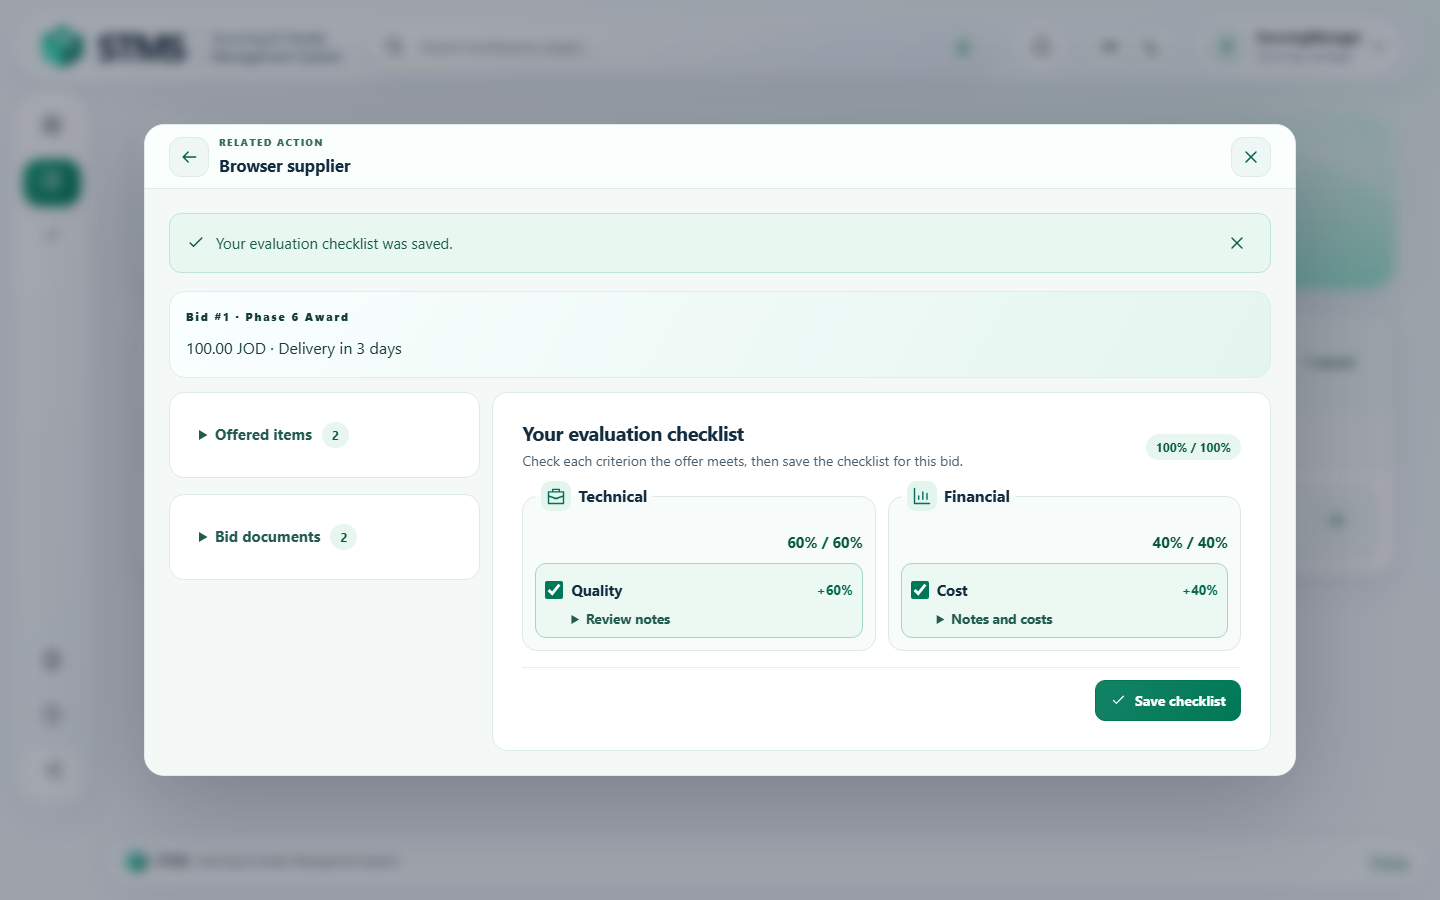 STMS
RELATED ACTION
Browser supplier
Your evaluation checklist was saved.
Bid #1 · Phase 6 Award
100.00 JOD · Delivery in 3 days
Offered items 2
Bid documents 2
Your evaluation checklist
Check each criterion the offer meets, then save the checklist for this bid.
100% / 100%
Technical
60% / 60%
Quality +60%
Review notes
Financial
40% / 40%
Cost +40%
Notes and costs
Save checklist